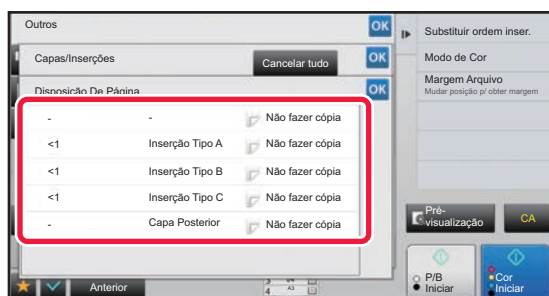 Outros
OK
Capas/Inserções
Cancelar tudo
OK
Disposição De Página
OK
-
-
Não fazer cópia
<1
Inserção Tipo A
Não fazer cópia
<1
Inserção Tipo B
Não fazer cópia
<1
Inserção Tipo C
Não fazer cópia
-
Capa Posterior
Não fazer cópia
Anterior
3
4
A3
Substituir ordem inser.
Modo de Cor
Margem Arquivo
Mudar posição p/ obter margem
Pré-
visualização
CA
P/B
Iniciar
Cor
Iniciar